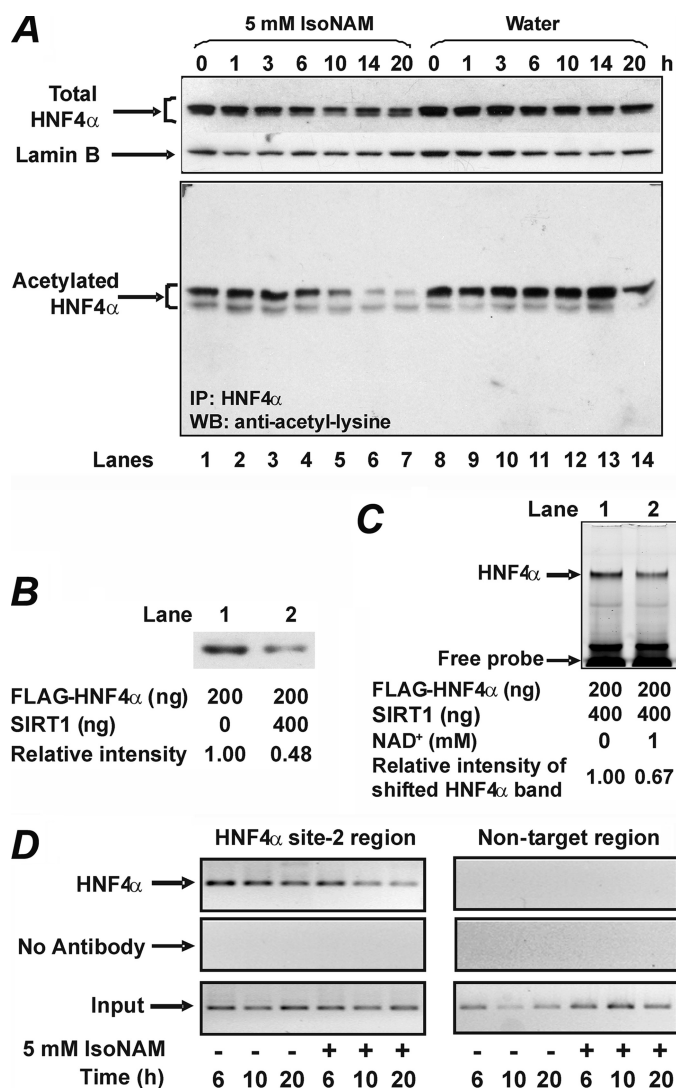 A
5 mM IsoNAM Water
0 1 3 6 10 14 20 0 1 3 6 10 14 20 h
Total
HNF4α
Lamin B
Acetylated
HNF4α
IP: HNF4α
WB: anti-acetyl-lysine
Lanes 1 2 3 4 5 6 7 8 9 10 11 12 13 14
B
Lane 1 2
FLAG-HNF4α (ng) 200 200
SIRT1 (ng) 0 400
Relative intensity 1.00 0.48
C
Lane 1 2
HNF4α
Free probe
FLAG-HNF4α (ng) 200 200
SIRT1 (ng) 400 400
NAD⁺ (mM) 0 1
Relative intensity of
shifted HNF4α band 1.00 0.67
D
HNF4α site-2 region Non-target region
HNF4α
No Antibody
Input
5 mM IsoNAM - - - + + + - - - + + +
Time (h) 6 10 20 6 10 20 6 10 20 6 10 20